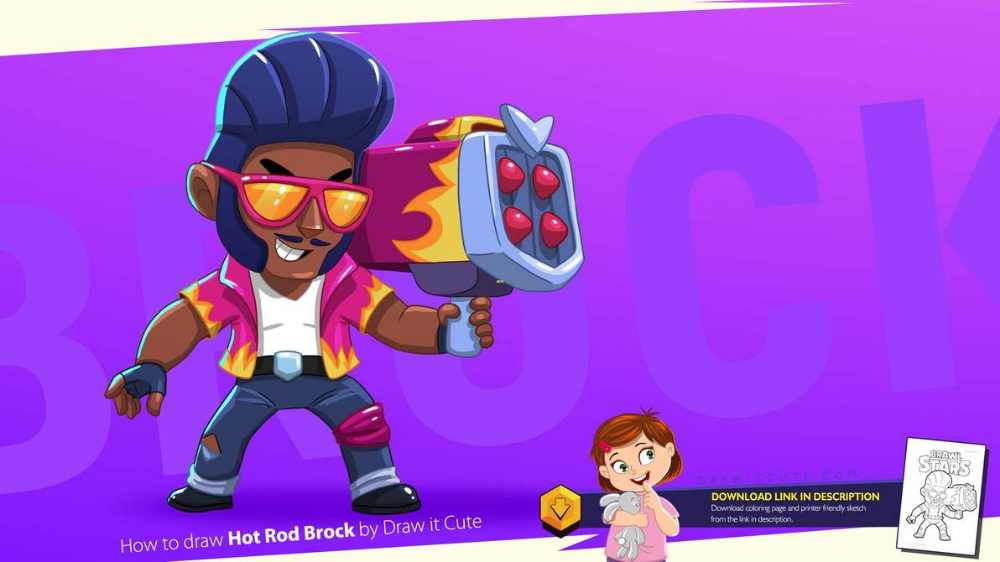 BROCK
DRAWITCUTE.COM
DOWNLOAD LINK IN DESCRIPTION
Download coloring page and printer friendly sketch
from the link in description.
BRAWL
STARS
How to draw Hot Rod Brock by Draw it Cute